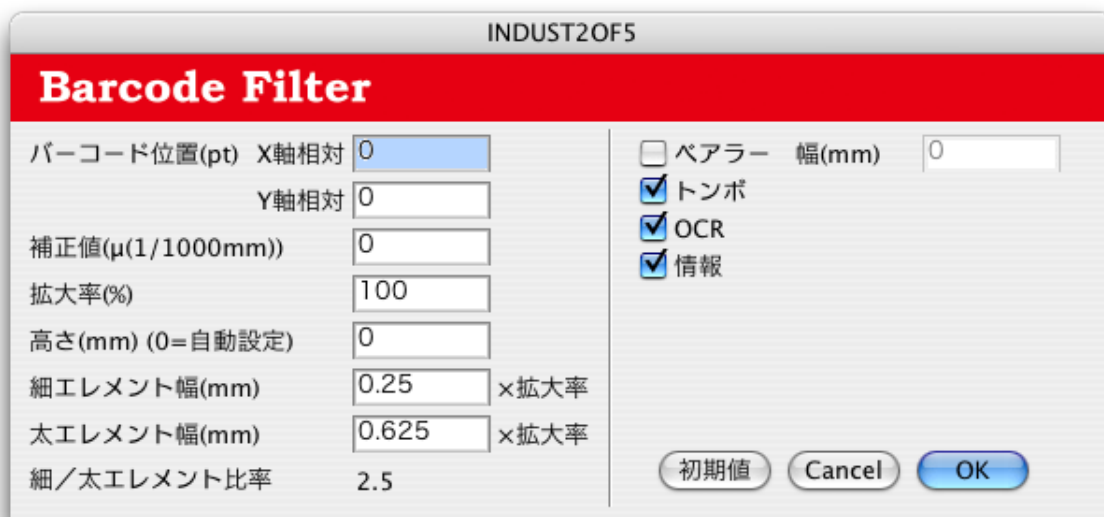 INDUST2OF5
Barcode Filter
バーコード位置(pt) X軸相対 0
Y軸相対 0
補正値(μ(1/1000mm)) 0
拡大率(%) 100
高さ(mm) (0=自動設定) 0
細エレメント幅(mm) 0.25 ×拡大率
太エレメント幅(mm) 0.625 ×拡大率
細／太エレメント比率 2.5
ベアラー 幅(mm) 0
トンボ
OCR
情報
初期値 Cancel OK